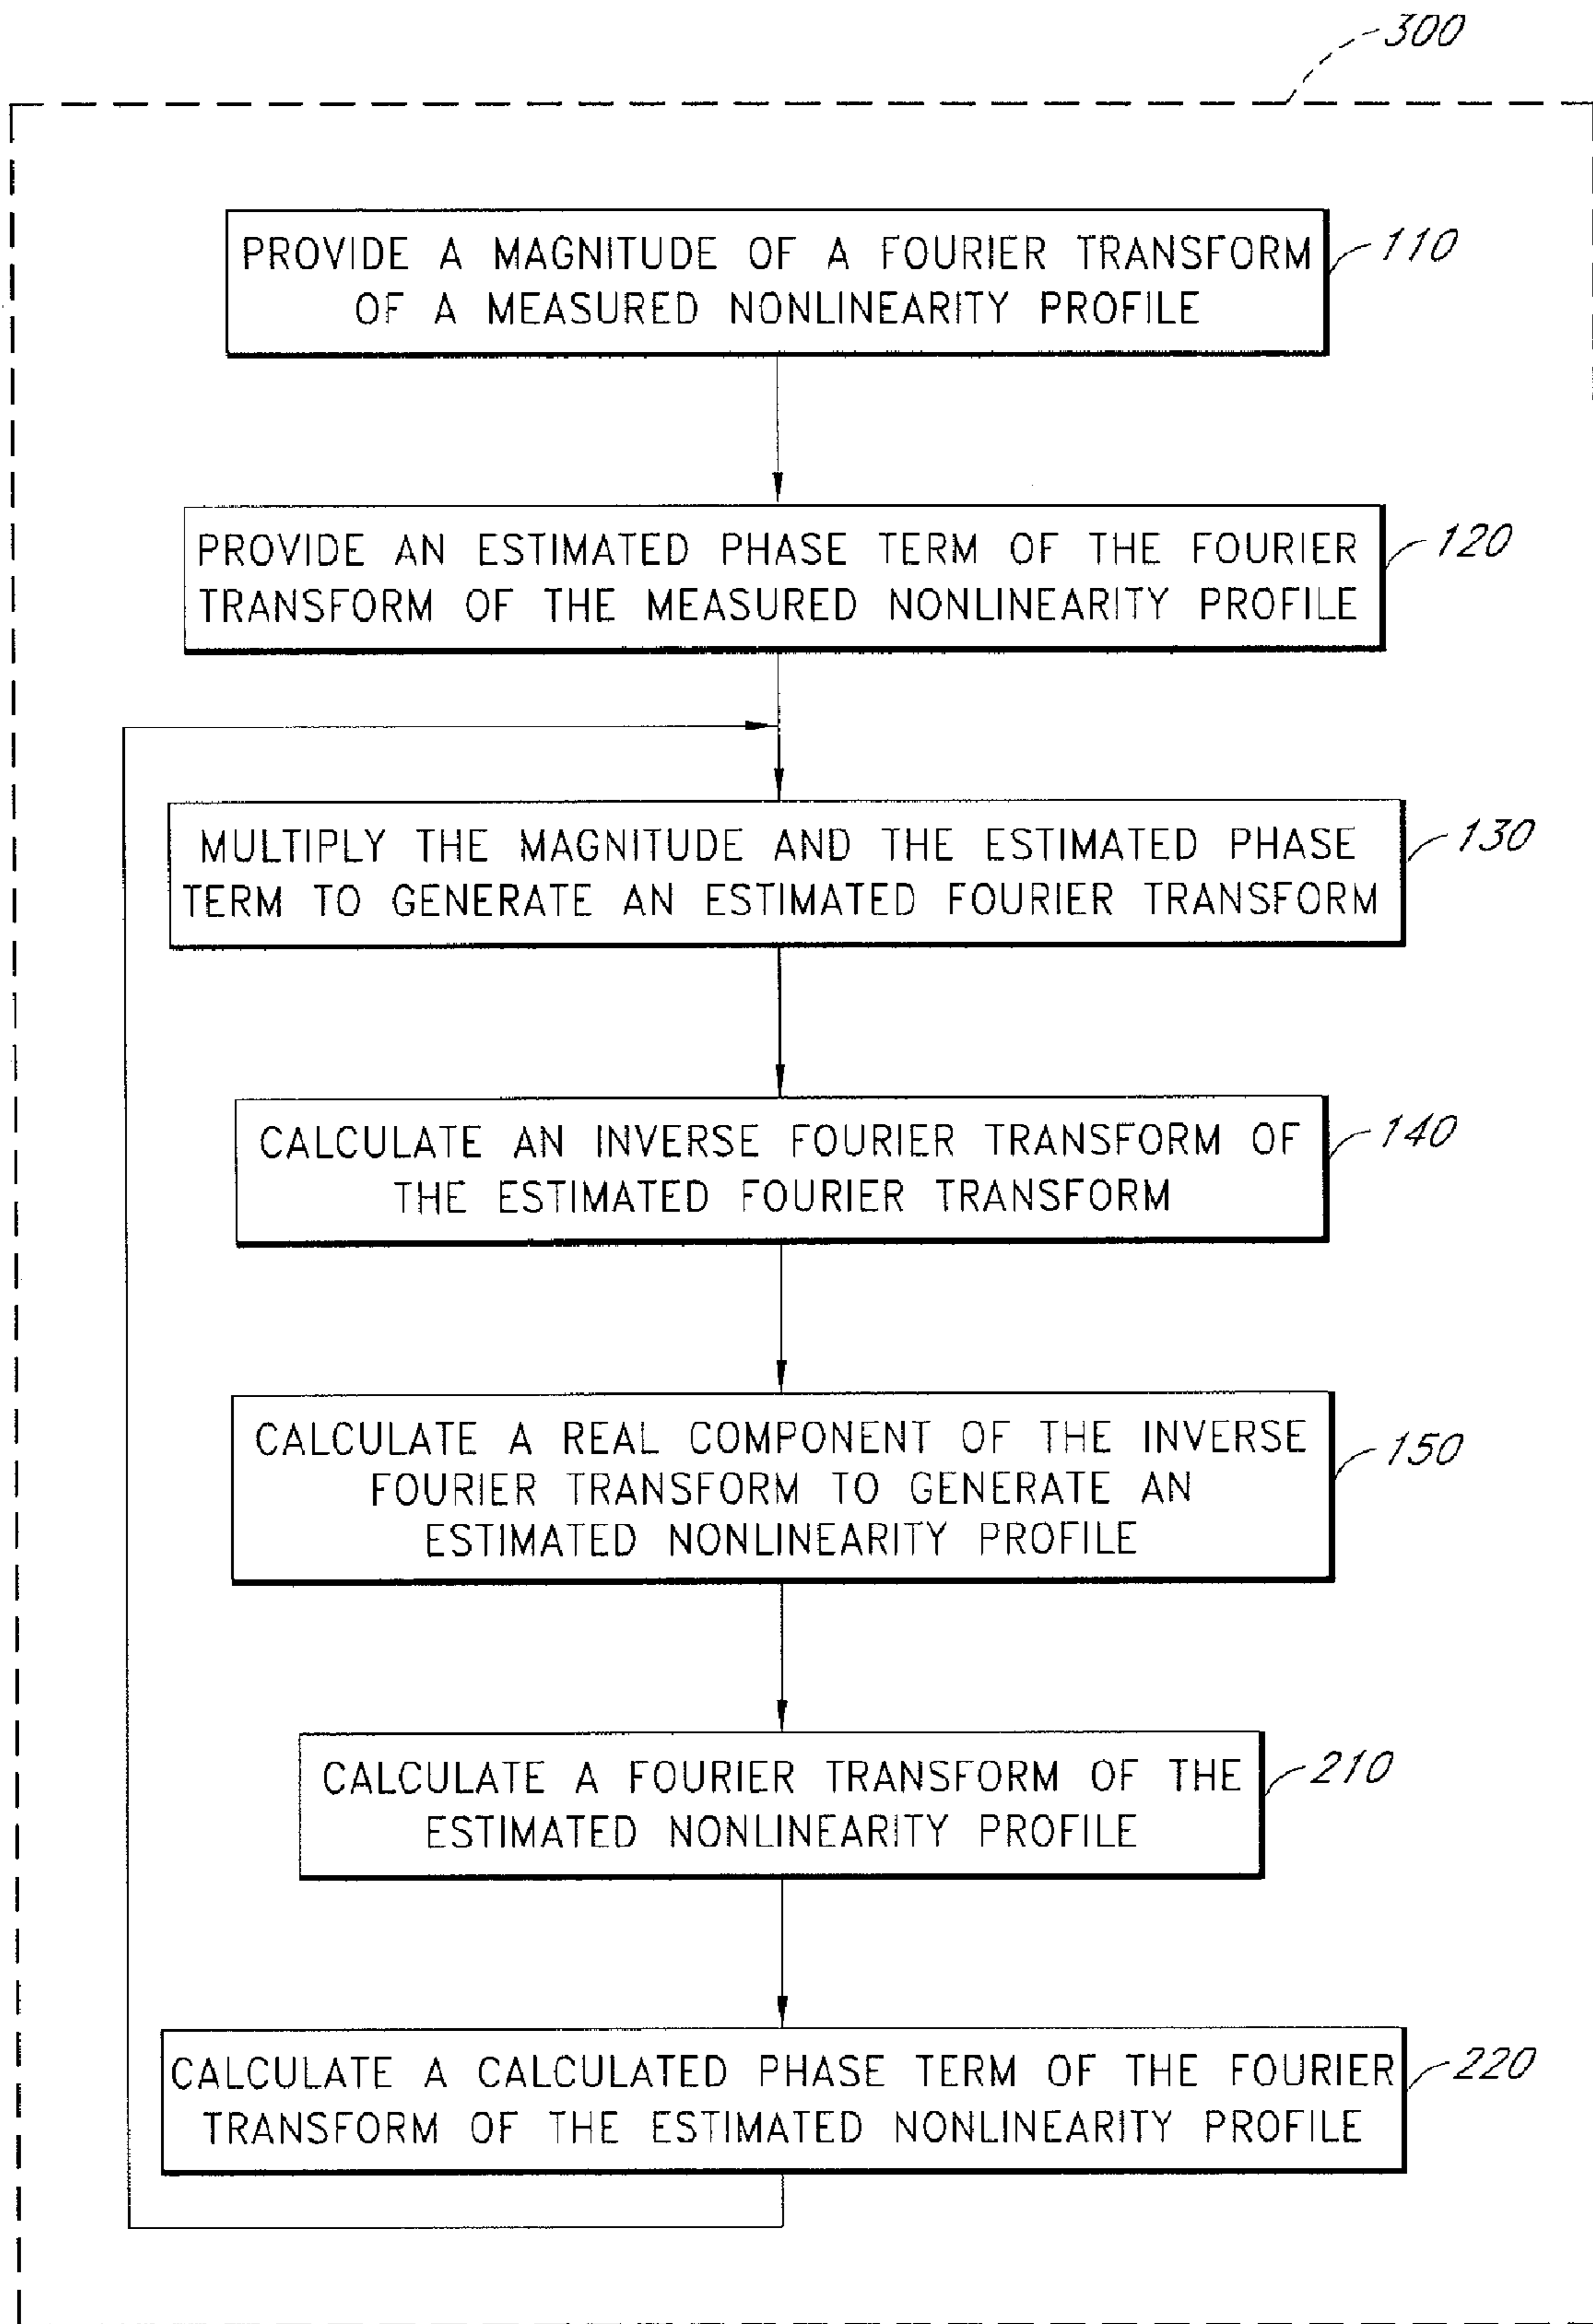 300
PROVIDE A MAGNITUDE OF A FOURIER TRANSFORM
OF A MEASURED NONLINEARITY PROFILE
110
PROVIDE AN ESTIMATED PHASE TERM OF THE FOURIER
TRANSFORM OF THE MEASURED NONLINEARITY PROFILE
120
MULTIPLY THE MAGNITUDE AND THE ESTIMATED PHASE
TERM TO GENERATE AN ESTIMATED FOURIER TRANSFORM
130
CALCULATE AN INVERSE FOURIER TRANSFORM OF
THE ESTIMATED FOURIER TRANSFORM
140
CALCULATE A REAL COMPONENT OF THE INVERSE
FOURIER TRANSFORM TO GENERATE AN
ESTIMATED NONLINEARITY PROFILE
150
CALCULATE A FOURIER TRANSFORM OF THE
ESTIMATED NONLINEARITY PROFILE
210
CALCULATE A CALCULATED PHASE TERM OF THE FOURIER
TRANSFORM OF THE ESTIMATED NONLINEARITY PROFILE
220